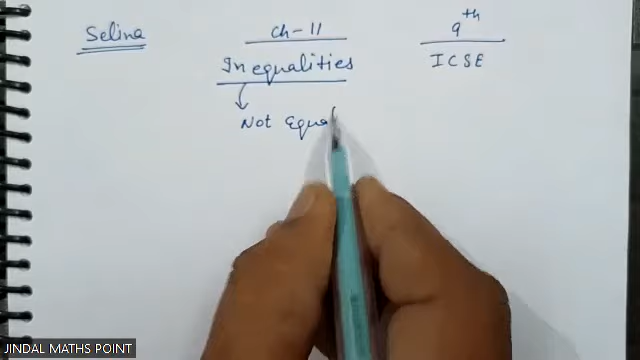 Selina Ch-11 9th
Inequalities ICSE
Not Equal
JINDAL MATHS POINT